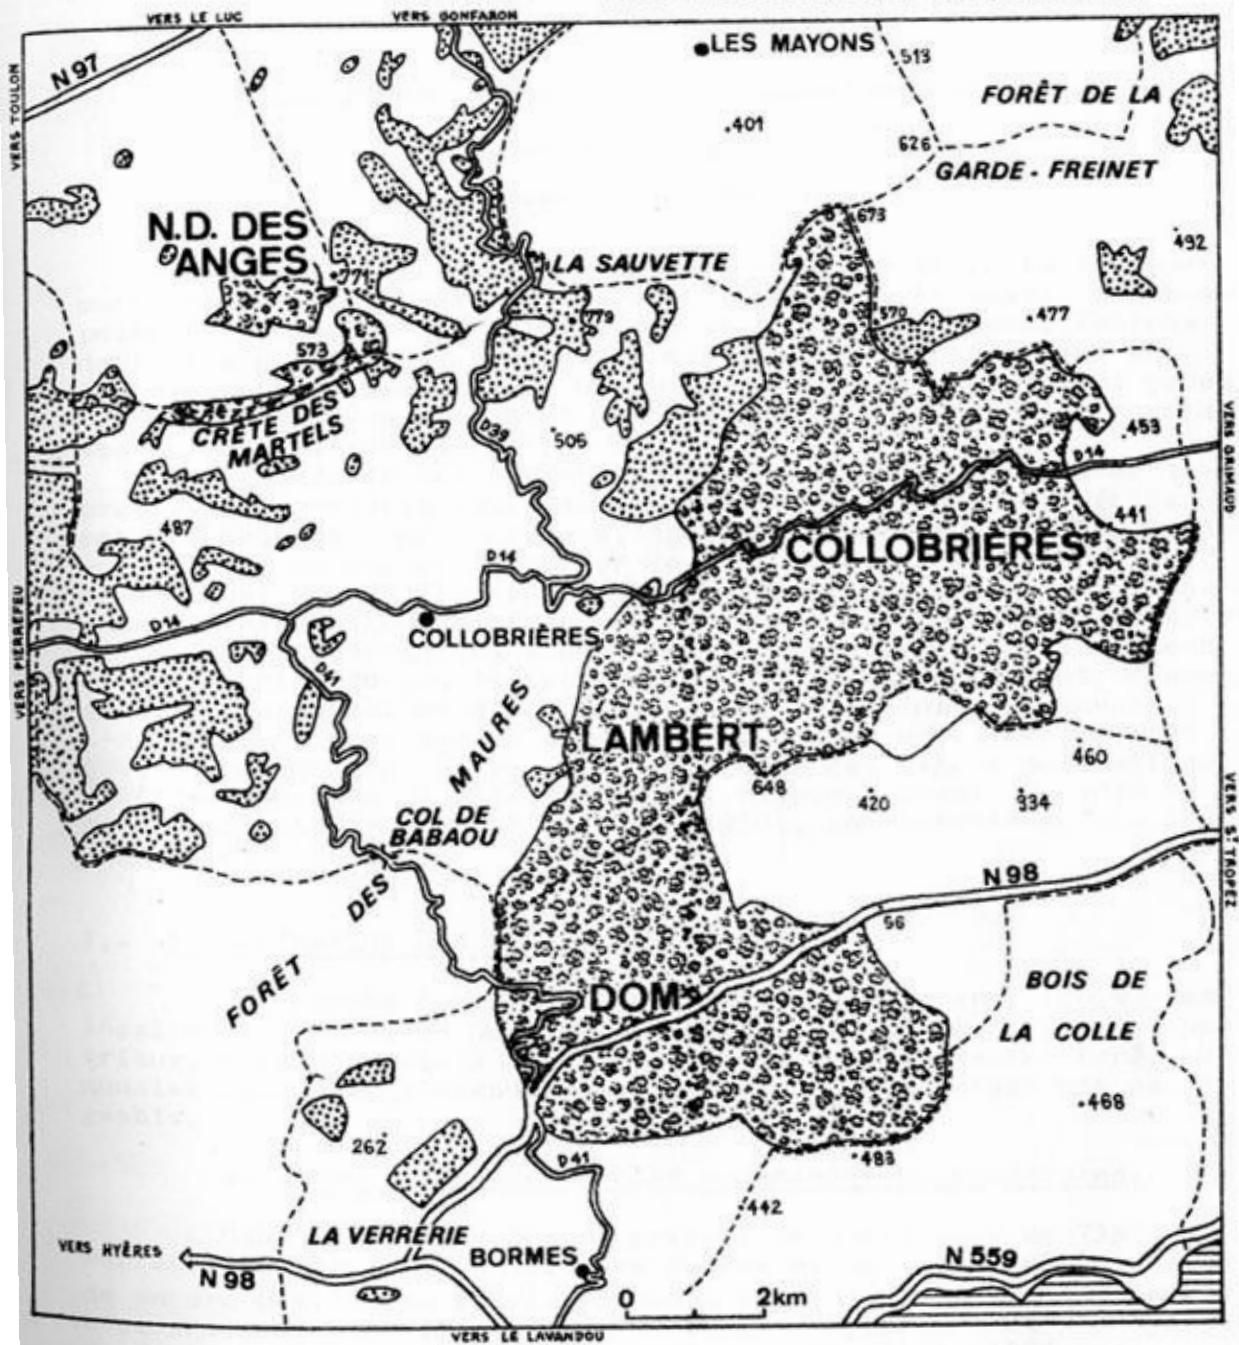 VERS LE LUC
VERS GONFARON
N 97
VERS TOULON
LES MAYONS
513
FORÊT DE LA
.401
626
GARDE - FREINET
673
N.D. DES
ANGES
LA SAUVETTE
.492
771
779
570
.477
573
CRÊTE DES
MARTELS
D39
.505
.453
D14
VERS GRIMAUD
.487
441
COLLOBRIÈRES
D14
D14
COLLOBRIÈRES
VERS PIERREFEU
D41
MAURES
LAMBERT
460
648
420
334
COL DE
BABAOU
VERS ST TROPEZ
N 98
DES
56
FORÊT
DOM
BOIS DE
LA COLLE
.468
262
D41
.483
442
LA VERRERIE
VERS HYÈRES
N 98
BORMES
N 559
0 2km
VERS LE LAVANDOU